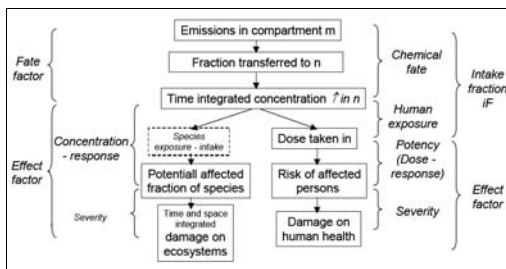 Emissions in compartment m
Fraction transferred to n
Time integrated concentration ↑ in n
Species
exposure - intake
Dose taken in
Potentiall affected
fraction of species
Risk of affected
persons
Time and space
integrated
damage on
ecosystems
Damage on
human health
Fate
factor
Effect
factor
Concentration
- response
Severity
Chemical
fate
Human
exposure
Potency
(Dose -
response)
Severity
Intake
fraction
iF
Effect
factor